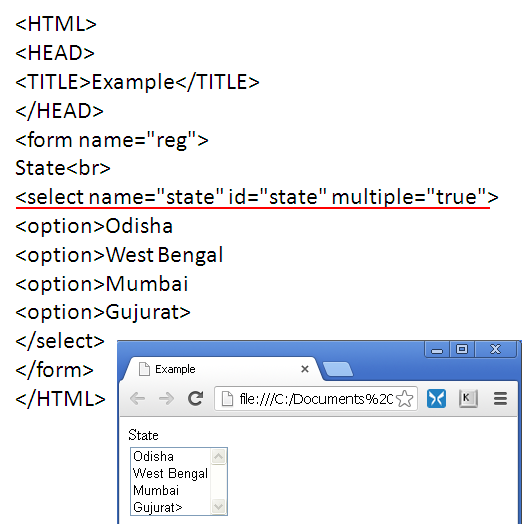 <HTML>
<HEAD>
<TITLE>Example</TITLE>
</HEAD>
<form name="reg">
State<br>
<select name="state" id="state" multiple="true">
<option>Odisha
<option>West Bengal
<option>Mumbai
<option>Gujurat>
</select>
</form>
</HTML>
Example
file:///C:/Documents%2C
K
State
Odisha
West Bengal
Mumbai
Gujurat>